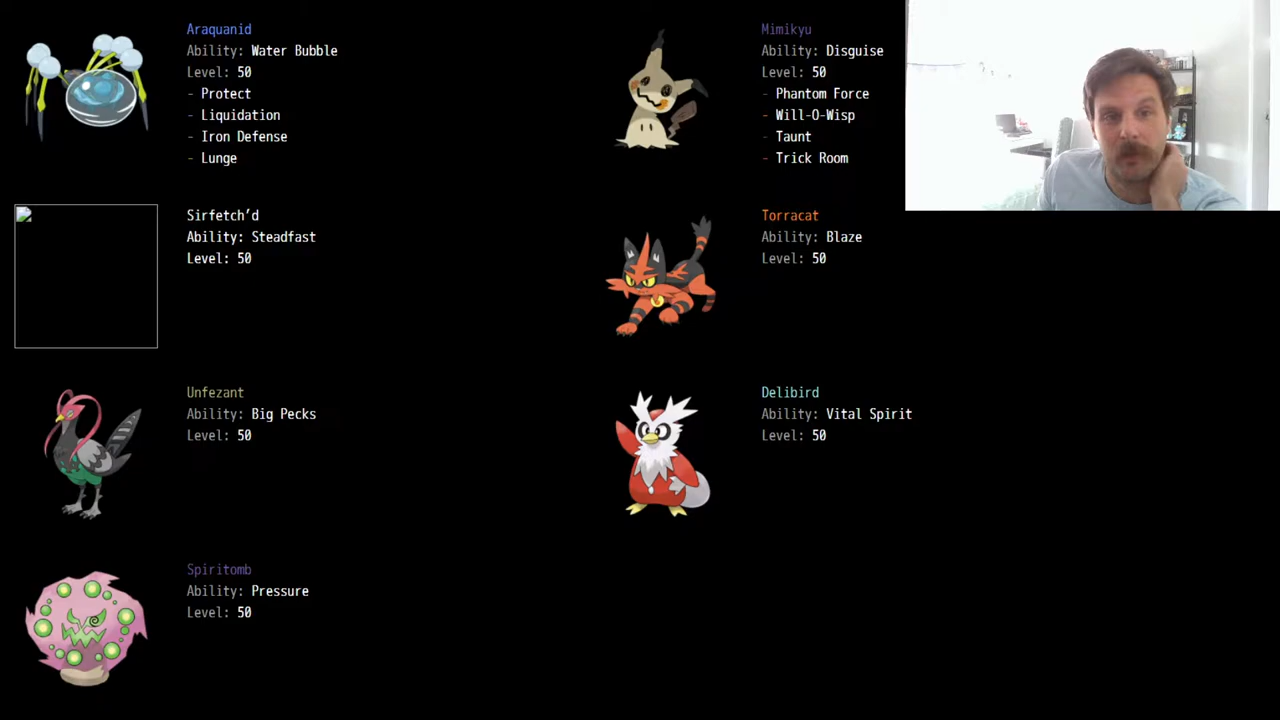 Araquanid
Ability: Water Bubble
Level: 50
- Protect
- Liquidation
- Iron Defense
- Lunge
Mimikyu
Ability: Disguise
Level: 50
- Phantom Force
- Will-O-Wisp
- Taunt
- Trick Room
Sirfetch’d
Ability: Steadfast
Level: 50
Torracat
Ability: Blaze
Level: 50
Unfezant
Ability: Big Pecks
Level: 50
Delibird
Ability: Vital Spirit
Level: 50
Spiritomb
Ability: Pressure
Level: 50